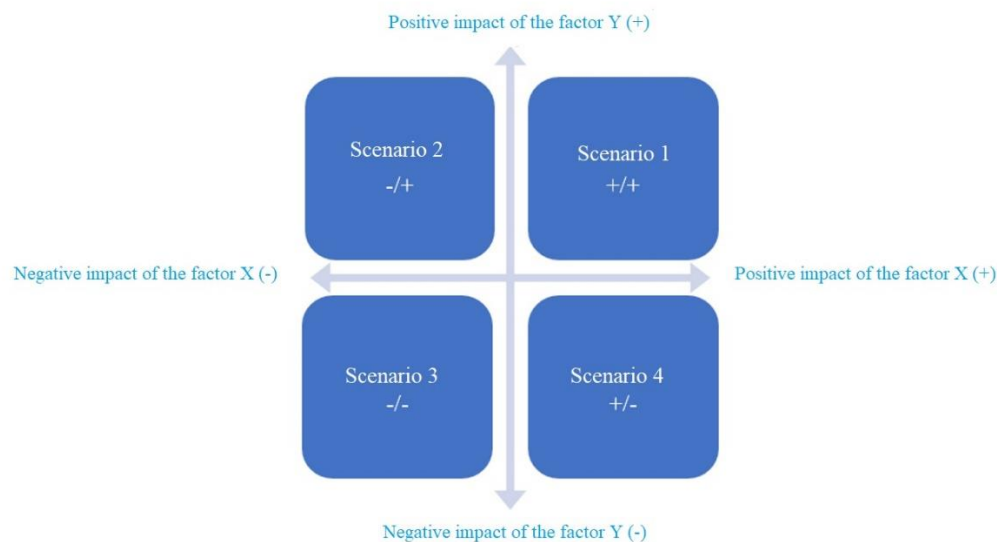 Positive impact of the factor Y (+)
Scenario 2
-/+
Scenario 1
+/+
Negative impact of the factor X (-)
Positive impact of the factor X (+)
Scenario 3
-/-
Scenario 4
+/-
Negative impact of the factor Y (-)